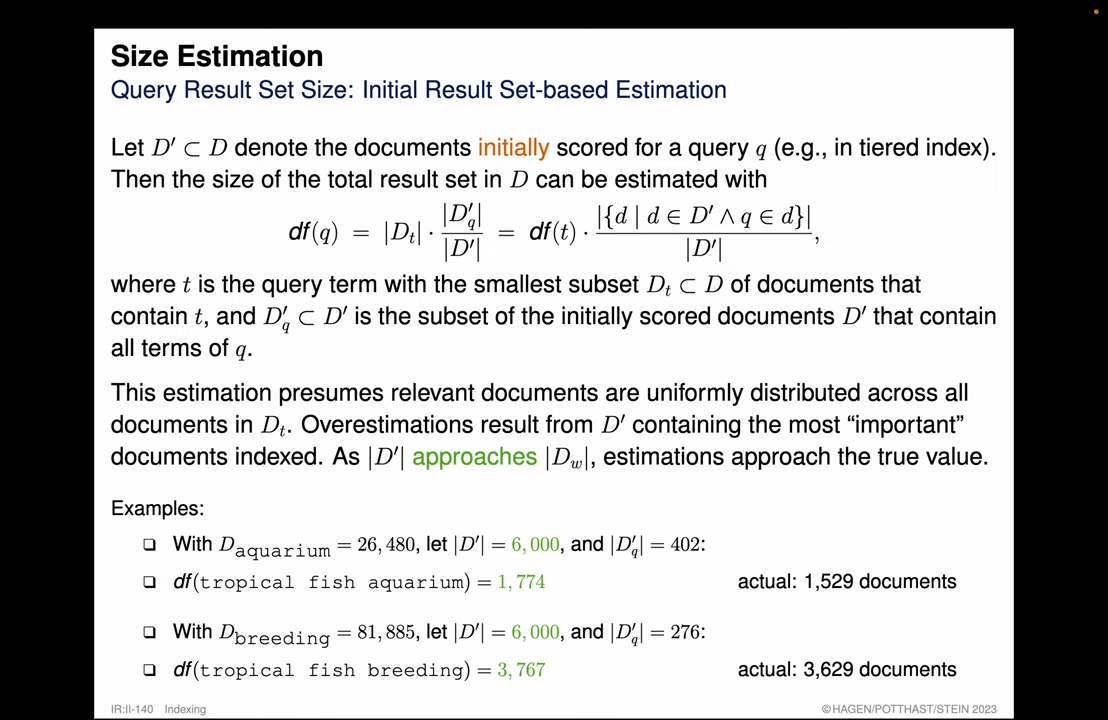 Size Estimation
Query Result Set Size: Initial Result Set-based Estimation
Let D′ ⊂ D denote the documents initially scored for a query q (e.g., in tiered index).
Then the size of the total result set in D can be estimated with
df(q) = |D_t| · |D′_q| / |D′| = df(t) · |{d | d ∈ D′ ∧ q ∈ d}| / |D′|,
where t is the query term with the smallest subset D_t ⊂ D of documents that
contain t, and D′_q ⊂ D′ is the subset of the initially scored documents D′ that contain
all terms of q.
This estimation presumes relevant documents are uniformly distributed across all
documents in D_t. Overestimations result from D′ containing the most “important”
documents indexed. As |D′| approaches |D_w|, estimations approach the true value.
Examples:
❏ With D_aquarium = 26,480, let |D′| = 6,000, and |D′_q| = 402:
❏ df(tropical fish aquarium) = 1,774 actual: 1,529 documents
❏ With D_breeding = 81,885, let |D′| = 6,000, and |D′_q| = 276:
❏ df(tropical fish breeding) = 3,767 actual: 3,629 documents
IR:II-140 Indexing ©HAGEN/POTTHAST/STEIN 2023